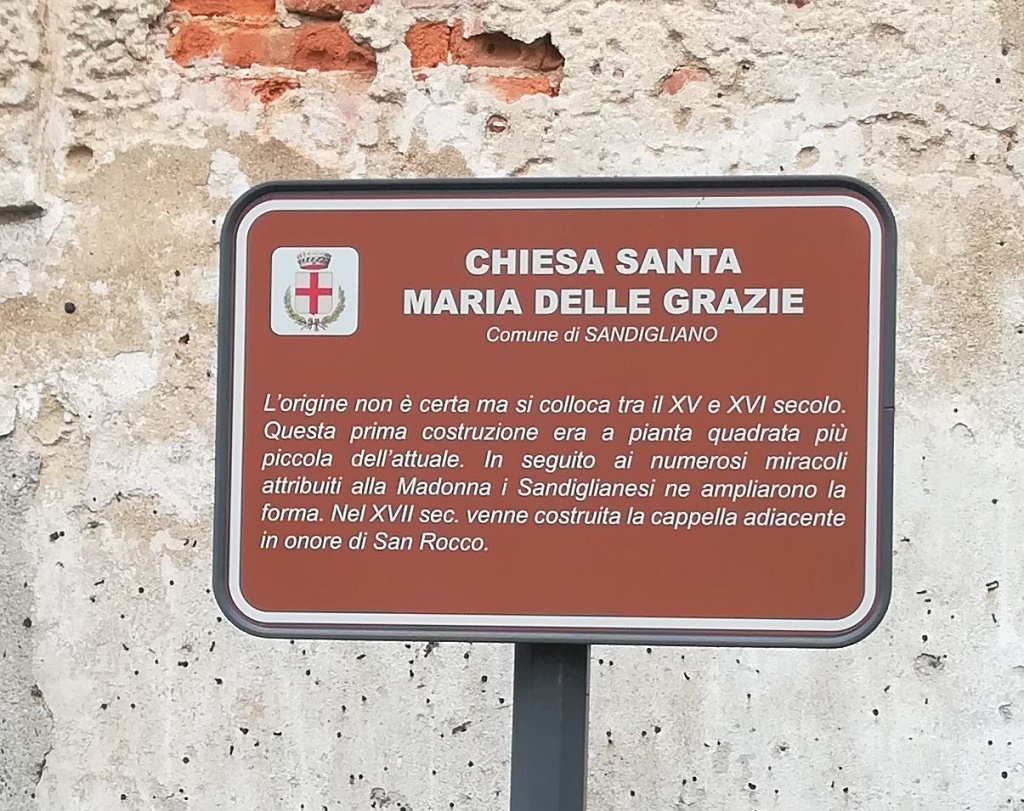 CHIESA SANTA
MARIA DELLE GRAZIE
Comune di SANDIGLIANO
L'origine non è certa ma si colloca tra il XV e XVI secolo.
Questa prima costruzione era a pianta quadrata più
piccola dell'attuale. In seguito ai numerosi miracoli
attribuiti alla Madonna i Sandiglianesi ne ampliarono la
forma. Nel XVII sec. venne costruita la cappella adiacente
in onore di San Rocco.